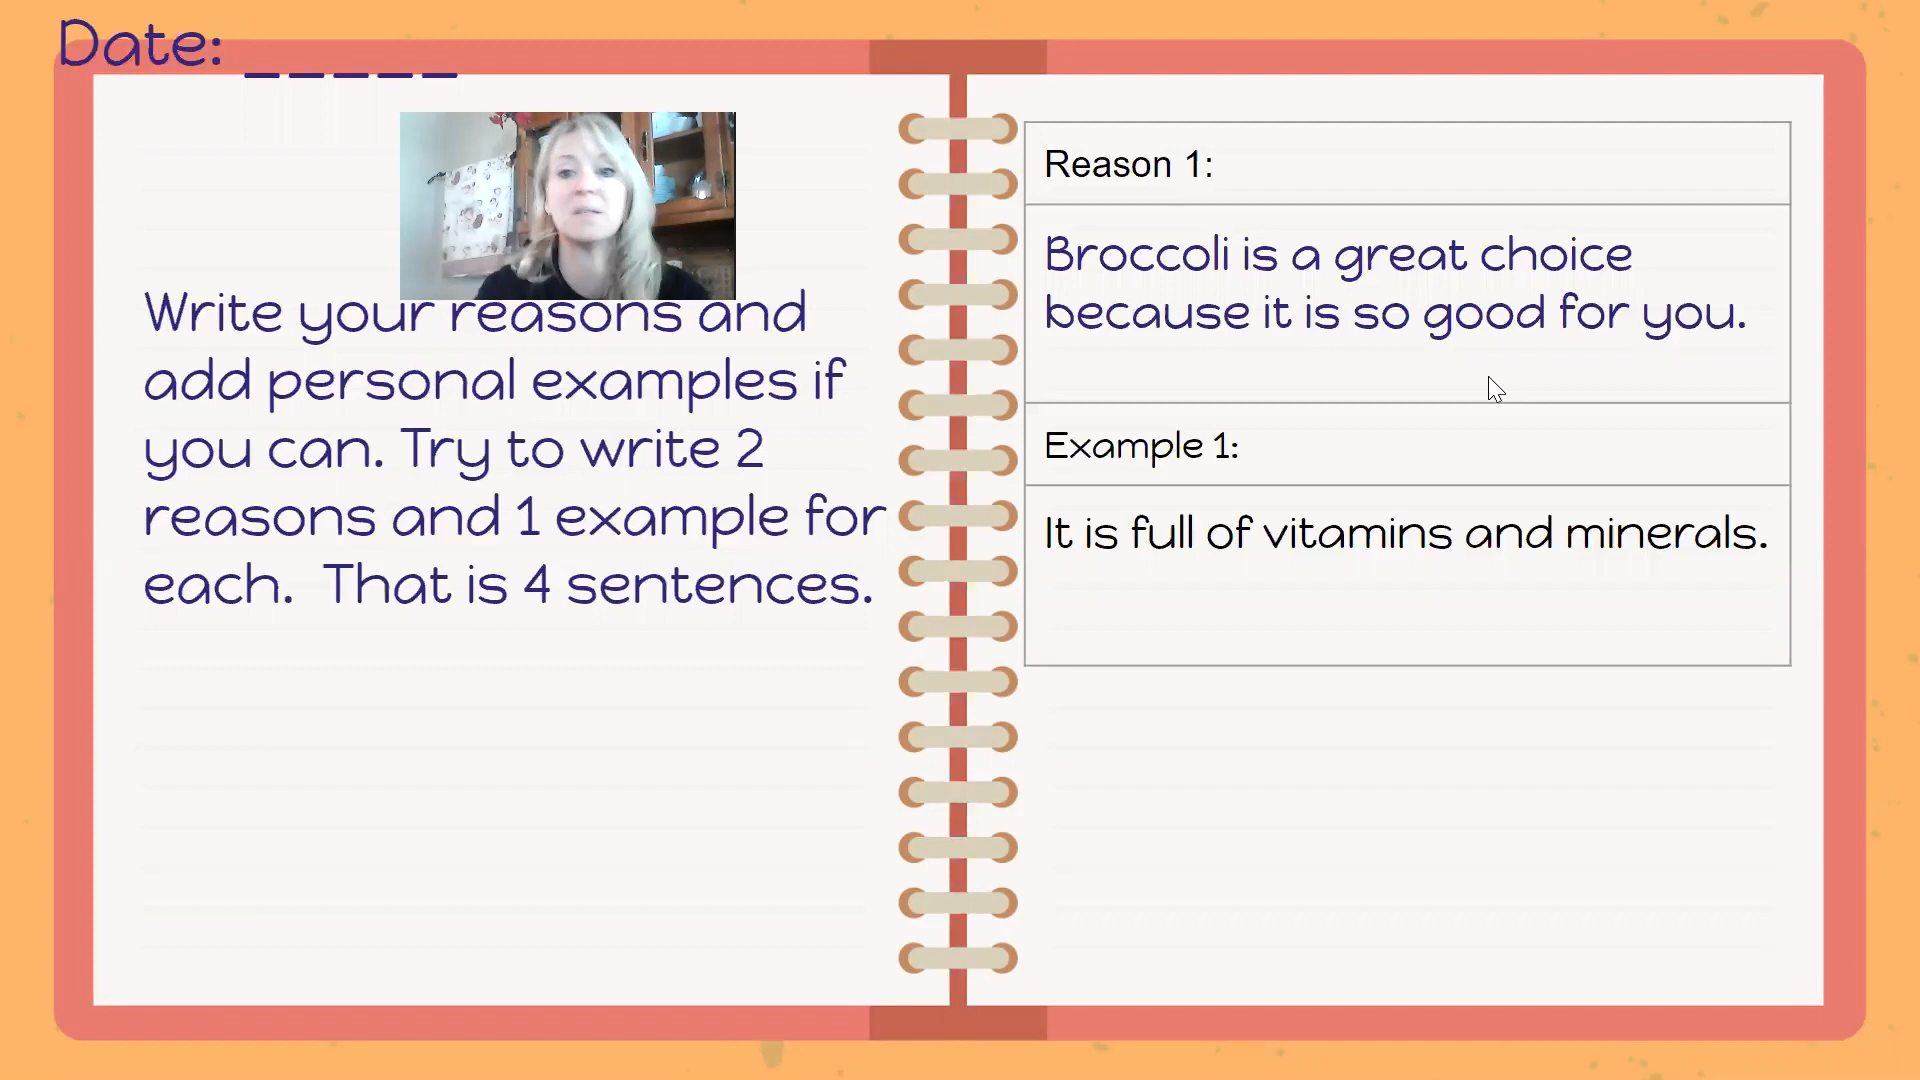 Date: _____
Write your reasons and
add personal examples if
you can. Try to write 2
reasons and 1 example for
each.  That is 4 sentences.
Reason 1:
Broccoli is a great choice
because it is so good for you.
Example 1:
It is full of vitamins and minerals.